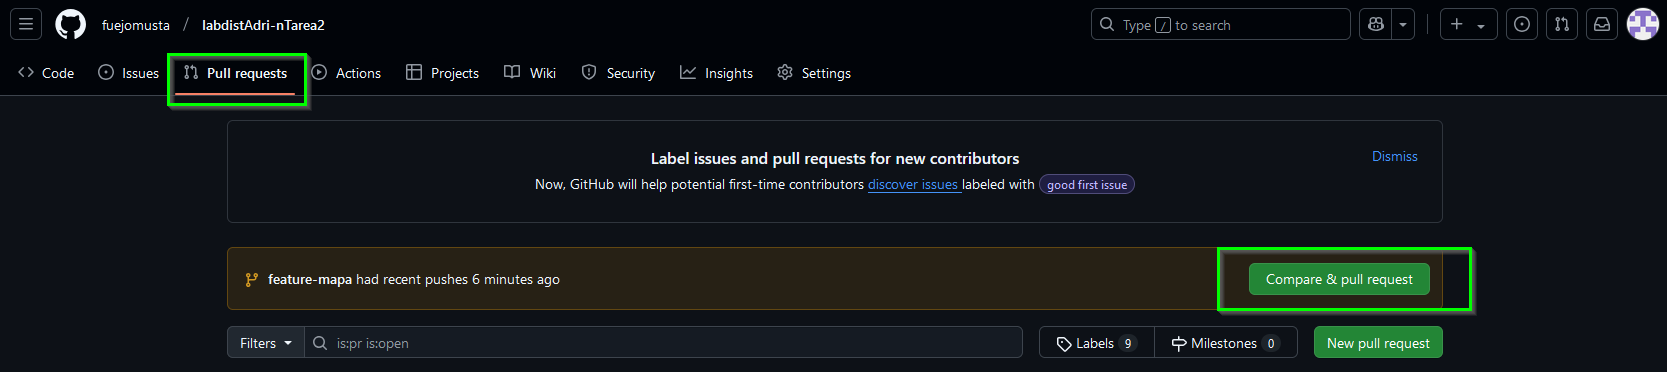 fuejomusta / labdistAdri-nTarea2
Type / to search
Code Issues Pull requests Actions Projects Wiki Security Insights Settings
Label issues and pull requests for new contributors
Dismiss
Now, GitHub will help potential first-time contributors discover issues labeled with good first issue
feature-mapa had recent pushes 6 minutes ago
Compare & pull request
Filters is:pr is:open Labels 9 Milestones 0 New pull request